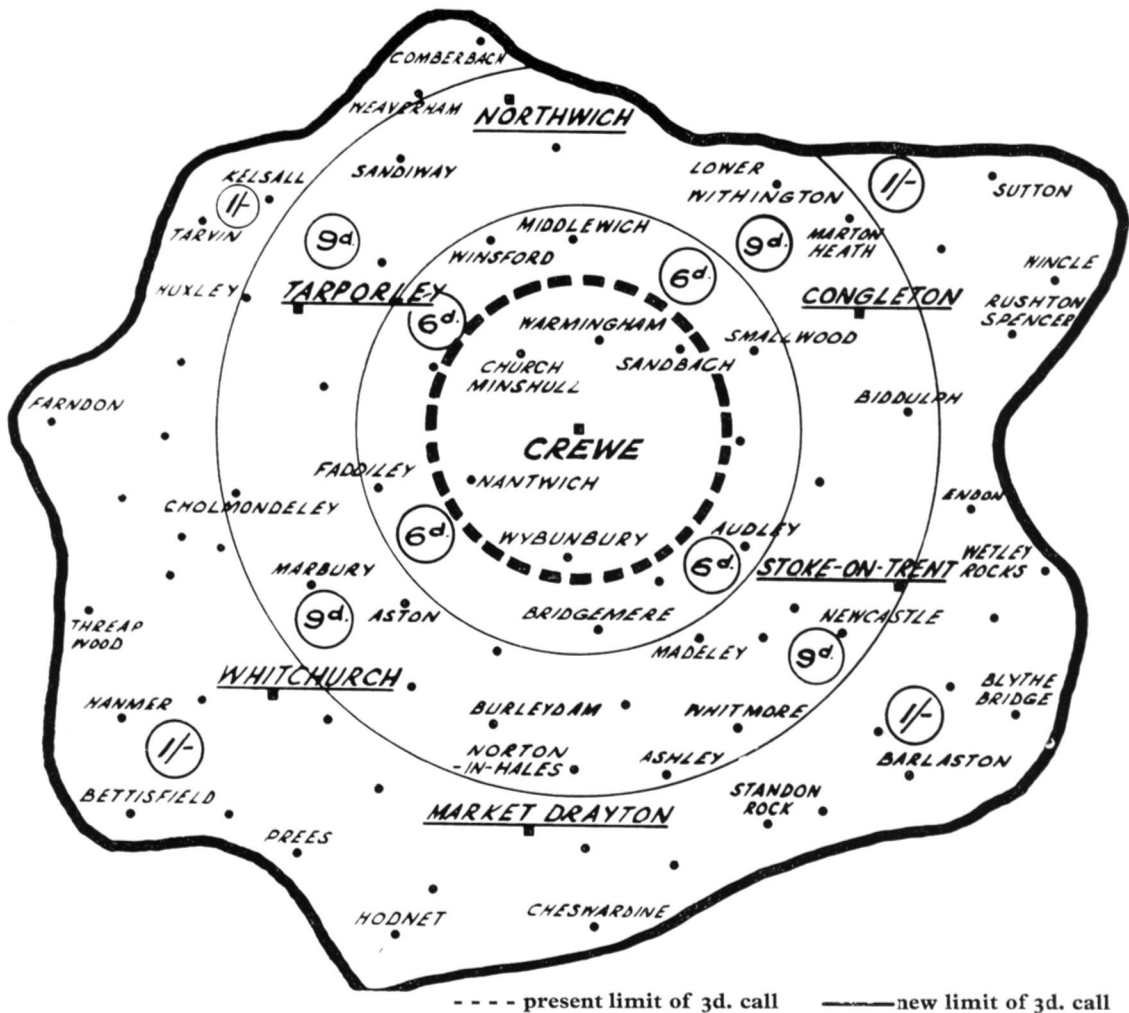 COMBERBACH
WEAVERHAM
NORTHWICH
KELSALL
SANDIWAY
LOWER
WITHINGTON
1/-
SUTTON
1/-
TARVIN
9d.
MIDDLEWICH
WINSFORD
9d.
MARTON
HEATH
WINCLE
6d.
HUXLEY
TARPORLEY
CONGLETON
RUSHTON
SPENCER
6d.
WARMINGHAM
SMALLWOOD
CHURCH
MINSHULL
SANDBACH
FARNDON
BIDDULPH
CREWE
FADDILEY
NANTWICH
CHOLMONDELEY
ENDON
6d.
WYBUNBURY
AUDLEY
6d.
STOKE-ON-TRENT
WETLEY
ROCKS
MARBURY
9d.
ASTON
BRIDGEMERE
NEWCASTLE
THREAP
WOOD
MADELEY
9d.
WHITCHURCH
BLYTHE
BRIDGE
HANMER
BURLEYDAM
WHITMORE
1/-
1/-
NORTON
-IN-HALES
ASHLEY
BARLASTON
BETTISFIELD
STANDON
ROCK
MARKET DRAYTON
PREES
HODNET
CHESWARDINE
---- present limit of 3d. call
new limit of 3d. call